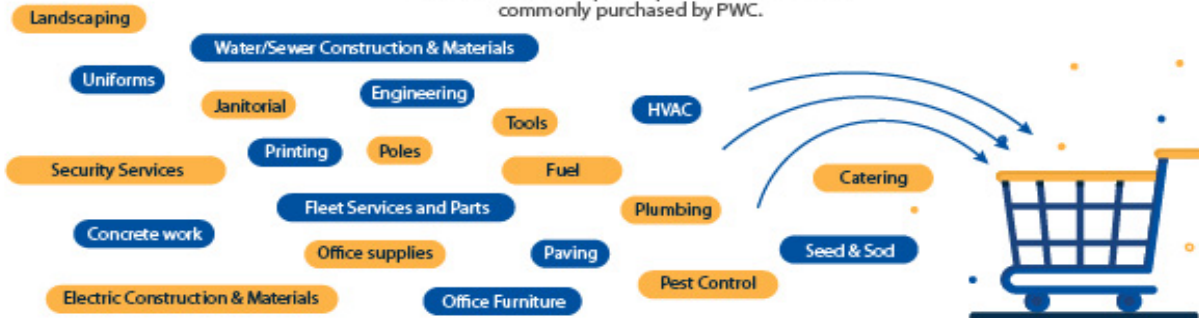 commonly purchased by PWC.
Landscaping
Water/Sewer Construction & Materials
Uniforms
Engineering
Janitorial
HVAC
Tools
Printing
Poles
Security Services
Fuel
Catering
Fleet Services and Parts
Plumbing
Concrete work
Office supplies
Paving
Seed & Sod
Pest Control
Electric Construction & Materials
Office Furniture